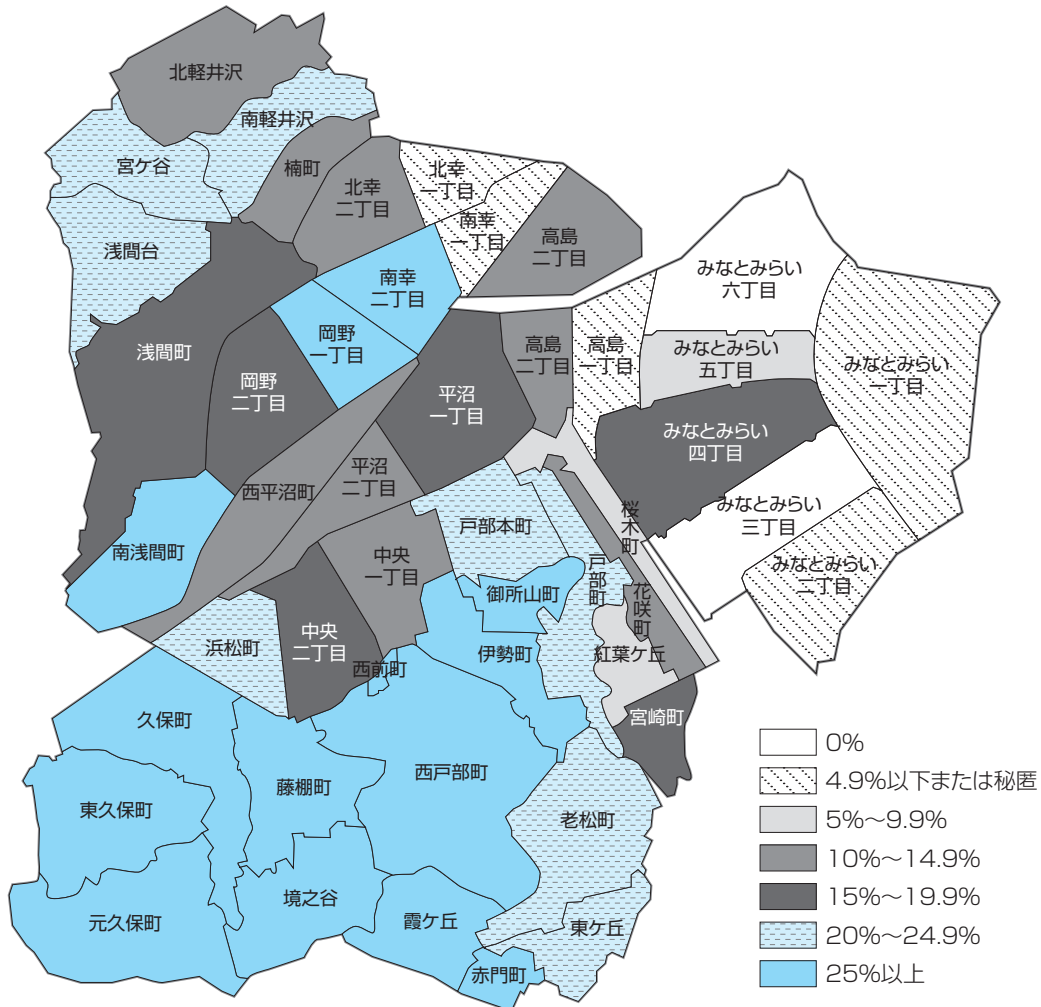 北軽井沢
南軽井沢
宮ケ谷
楠町
北幸
二丁目
北幸
一丁目
南幸
一丁目
高島
二丁目
浅間台
南幸
二丁目
みなとみらい
六丁目
浅間町
岡野
一丁目
岡野
二丁目
平沼
一丁目
高島
二丁目
高島
一丁目
みなとみらい
五丁目
みなとみらい
一丁目
みなとみらい
四丁目
西平沼町
平沼
二丁目
戸部本町
桜木町
みなとみらい
三丁目
南浅間町
中央
一丁目
御所山町
戸部町
花咲町
みなとみらい
二丁目
浜松町
中央
二丁目
西前町
伊勢町
紅葉ケ丘
宮崎町
久保町
藤棚町
西戸部町
東久保町
老松町
元久保町
境之谷
霞ケ丘
東ケ丘
赤門町
0%
4.9%以下または秘匿
5%～9.9%
10%～14.9%
15%～19.9%
20%～24.9%
25%以上